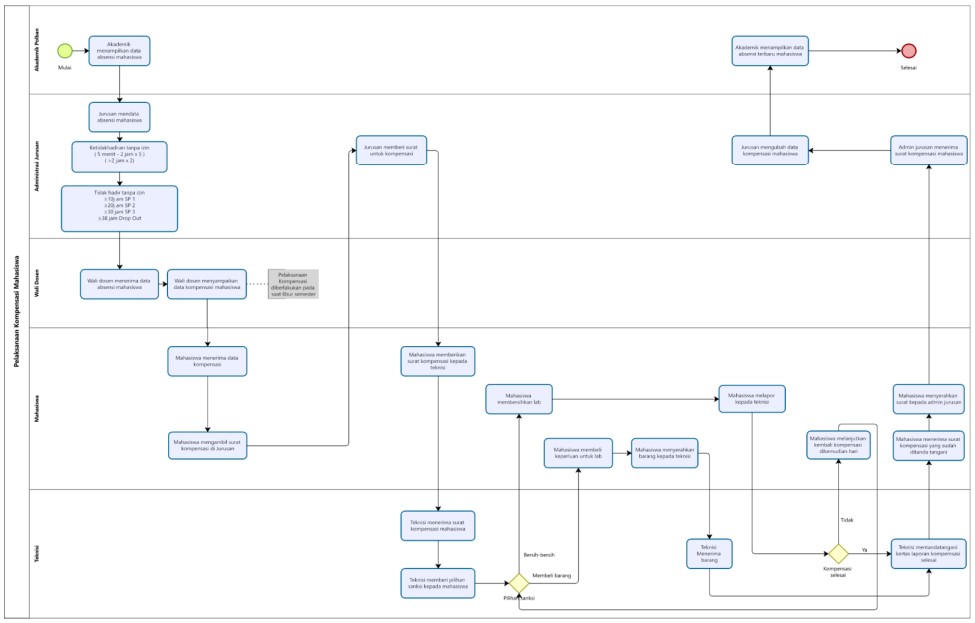 Pelaksanaan Kompensasi Mahasiswa
Akademik Polban
Mulai
Akademik
menampilkan data
absensi mahasiswa
Akademik menampilkan data
absensi terbaru mahasiswa
Selesai
Administrasi Jurusan
Jurusan mendata
absensi mahasiswa
Ketidakhadiran tanpa izin
( 5 menit - 2 jam x 5 )
( >2 jam x 2)
Tidak hadir tanpa izin
≥10j am SP 1
≥20j am SP 2
≥30 jam SP 3
≥38 jam Drop Out
Jurusan memberi surat
untuk kompensasi
Jurusan mengubah data
kompensasi mahasiswa
Admin jurusan menerima
surat kompensasi mahasiswa
Wali Dosen
Wali dosen menerima data
absensi mahasiswa
Wali dosen menyampaikan
data kompensasi mahasiswa
Pelaksanaan
Kompensasi
diberlakukan pada
saat libur semester
Mahasiswa
Mahasiswa menerima data
kompensasi
Mahasiswa mengambil surat
kompensasi di Jurusan
Mahasiswa memberikan
surat kompensasi kepada
teknisi
Mahasiswa
membersihkan lab
Mahasiswa melapor
kepada teknisi
Mahasiswa membeli
keperluan untuk lab
Mahasiswa menyerahkan
barang kepada teknisi
Mahasiswa melanjutkan
kembali kompensasi
dikemudian hari
Mahasiswa menyerahkan
surat kepada admin jurusan
Mahasiswa menerima surat
kompensasi yang sudah
ditanda tangani
Teknisi
Teknisi menerima surat
kompensasi mahasiswa
Teknisi memberi pilihan
sanksi kepada mahasiswa
Bersih-bersih
Membeli barang
Pilihan sanksi
Teknisi
Menerima
barang
Tidak
Ya
Kompensasi
selesai
Teknisi menandatangani
kertas laporan kompensasi
selesai